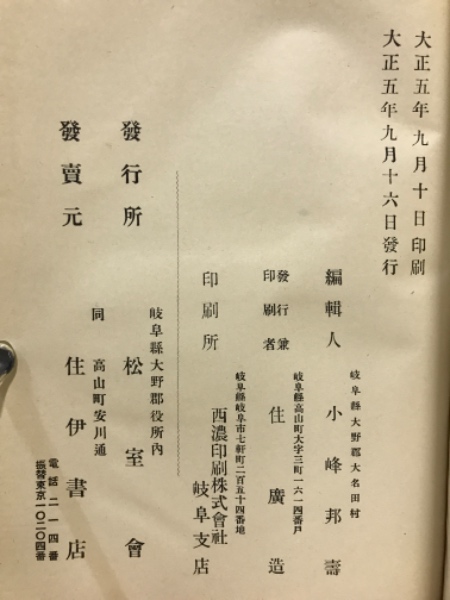 大正五年九月十日印刷
大正五年九月十六日發行
岐阜縣大野郡大名田村
編輯人 小峰邦壽
岐阜縣高山町大字三町一六一四番戸
發行兼印刷者 住廣造
岐阜縣岐阜市七軒町二百五十四番地
印刷所 西濃印刷株式會社岐阜支店
岐阜縣大野郡役所內
發行所 松室會
同 高山町安川通
發賣元 住伊書店
電話二一四番
振替東京一〇二〇四番